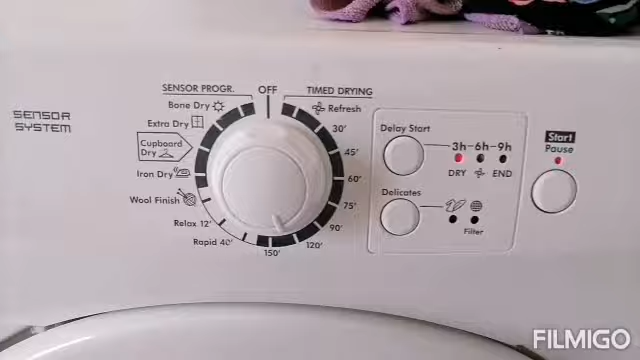 SENSOR SYSTEM
SENSOR PROGR.
OFF
TIMED DRYING
Bone Dry
Extra Dry
Cupboard
Dry
Iron Dry
Wool Finish
Relax 12'
Rapid 40'
Refresh
30'
45'
60'
75'
90'
120'
150'
Delay Start
3h-6h-9h
DRY END
Delicates
Filter
Start
Pause
FILMIGO